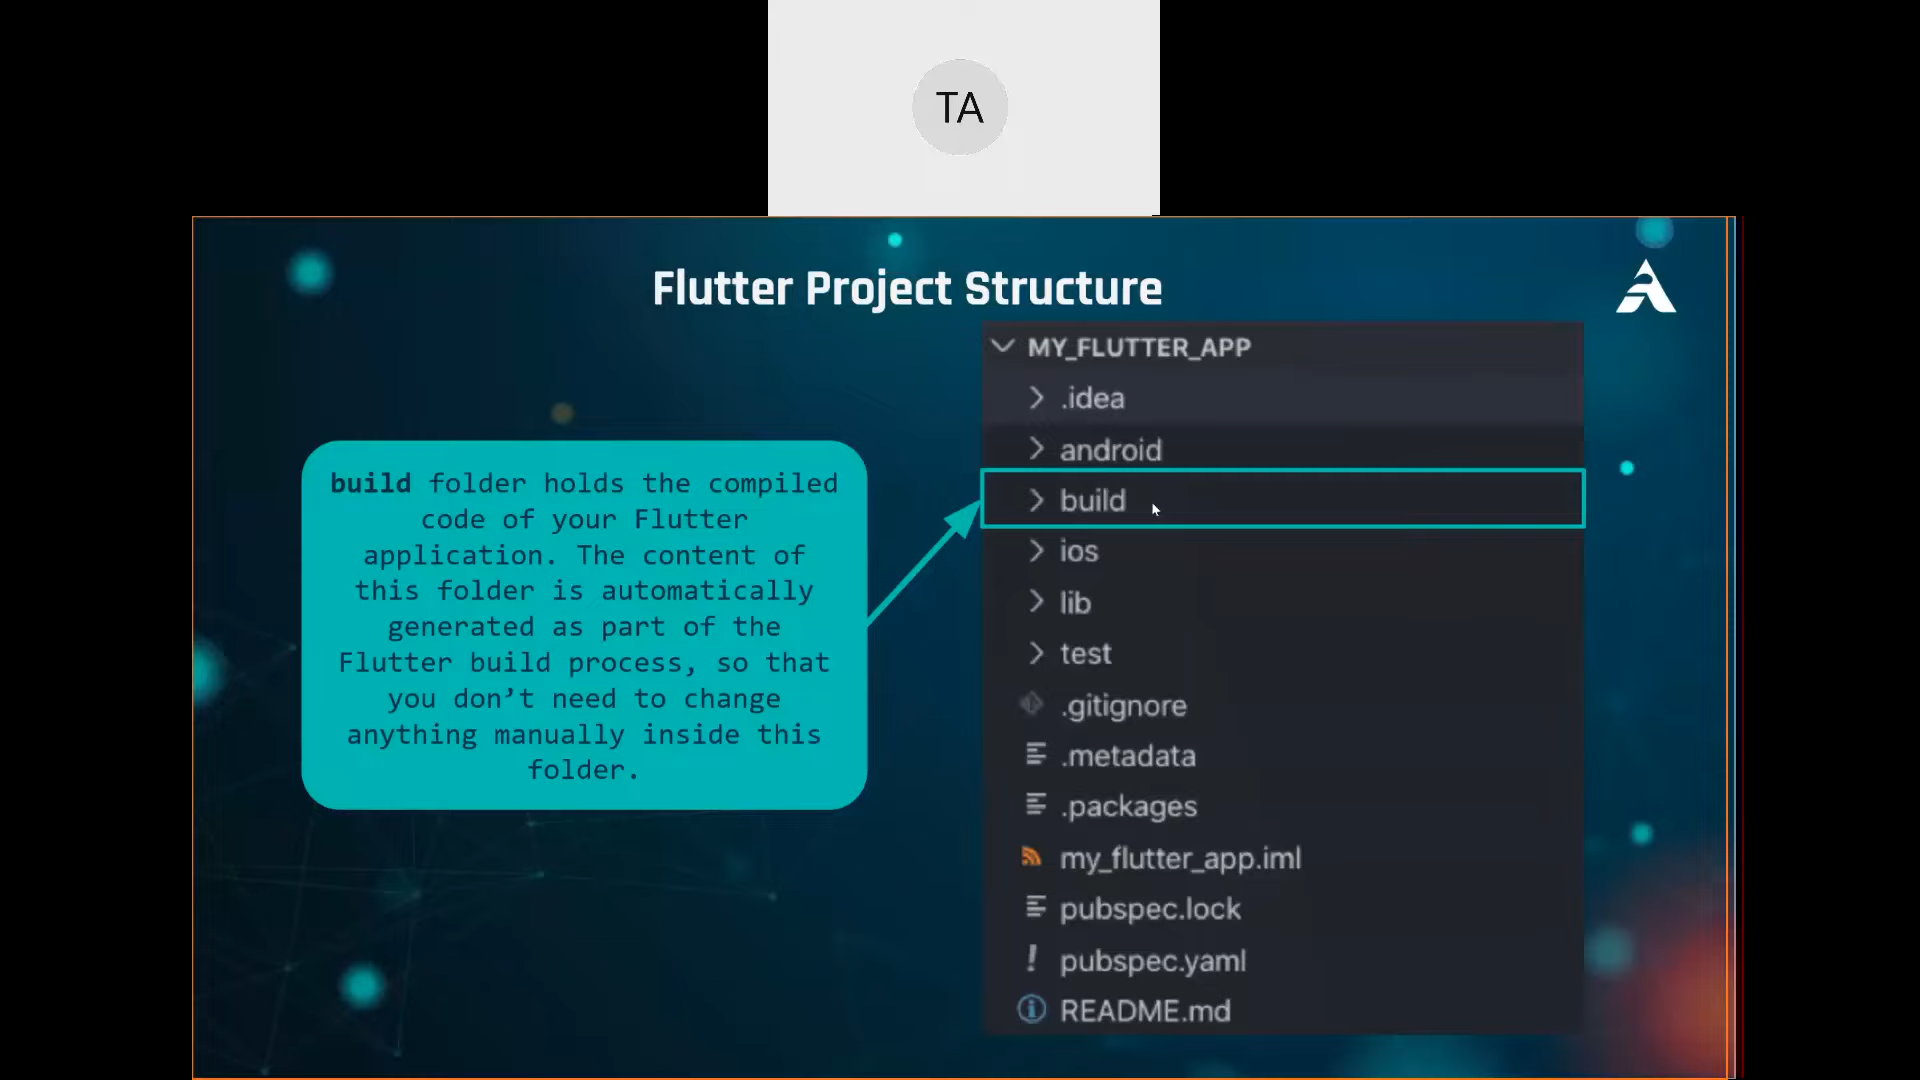 TA
Flutter Project Structure
build folder holds the compiled
code of your Flutter
application. The content of
this folder is automatically
generated as part of the
Flutter build process, so that
you don’t need to change
anything manually inside this
folder.
MY_FLUTTER_APP
.idea
android
build
ios
lib
test
.gitignore
.metadata
.packages
my_flutter_app.iml
pubspec.lock
pubspec.yaml
README.md